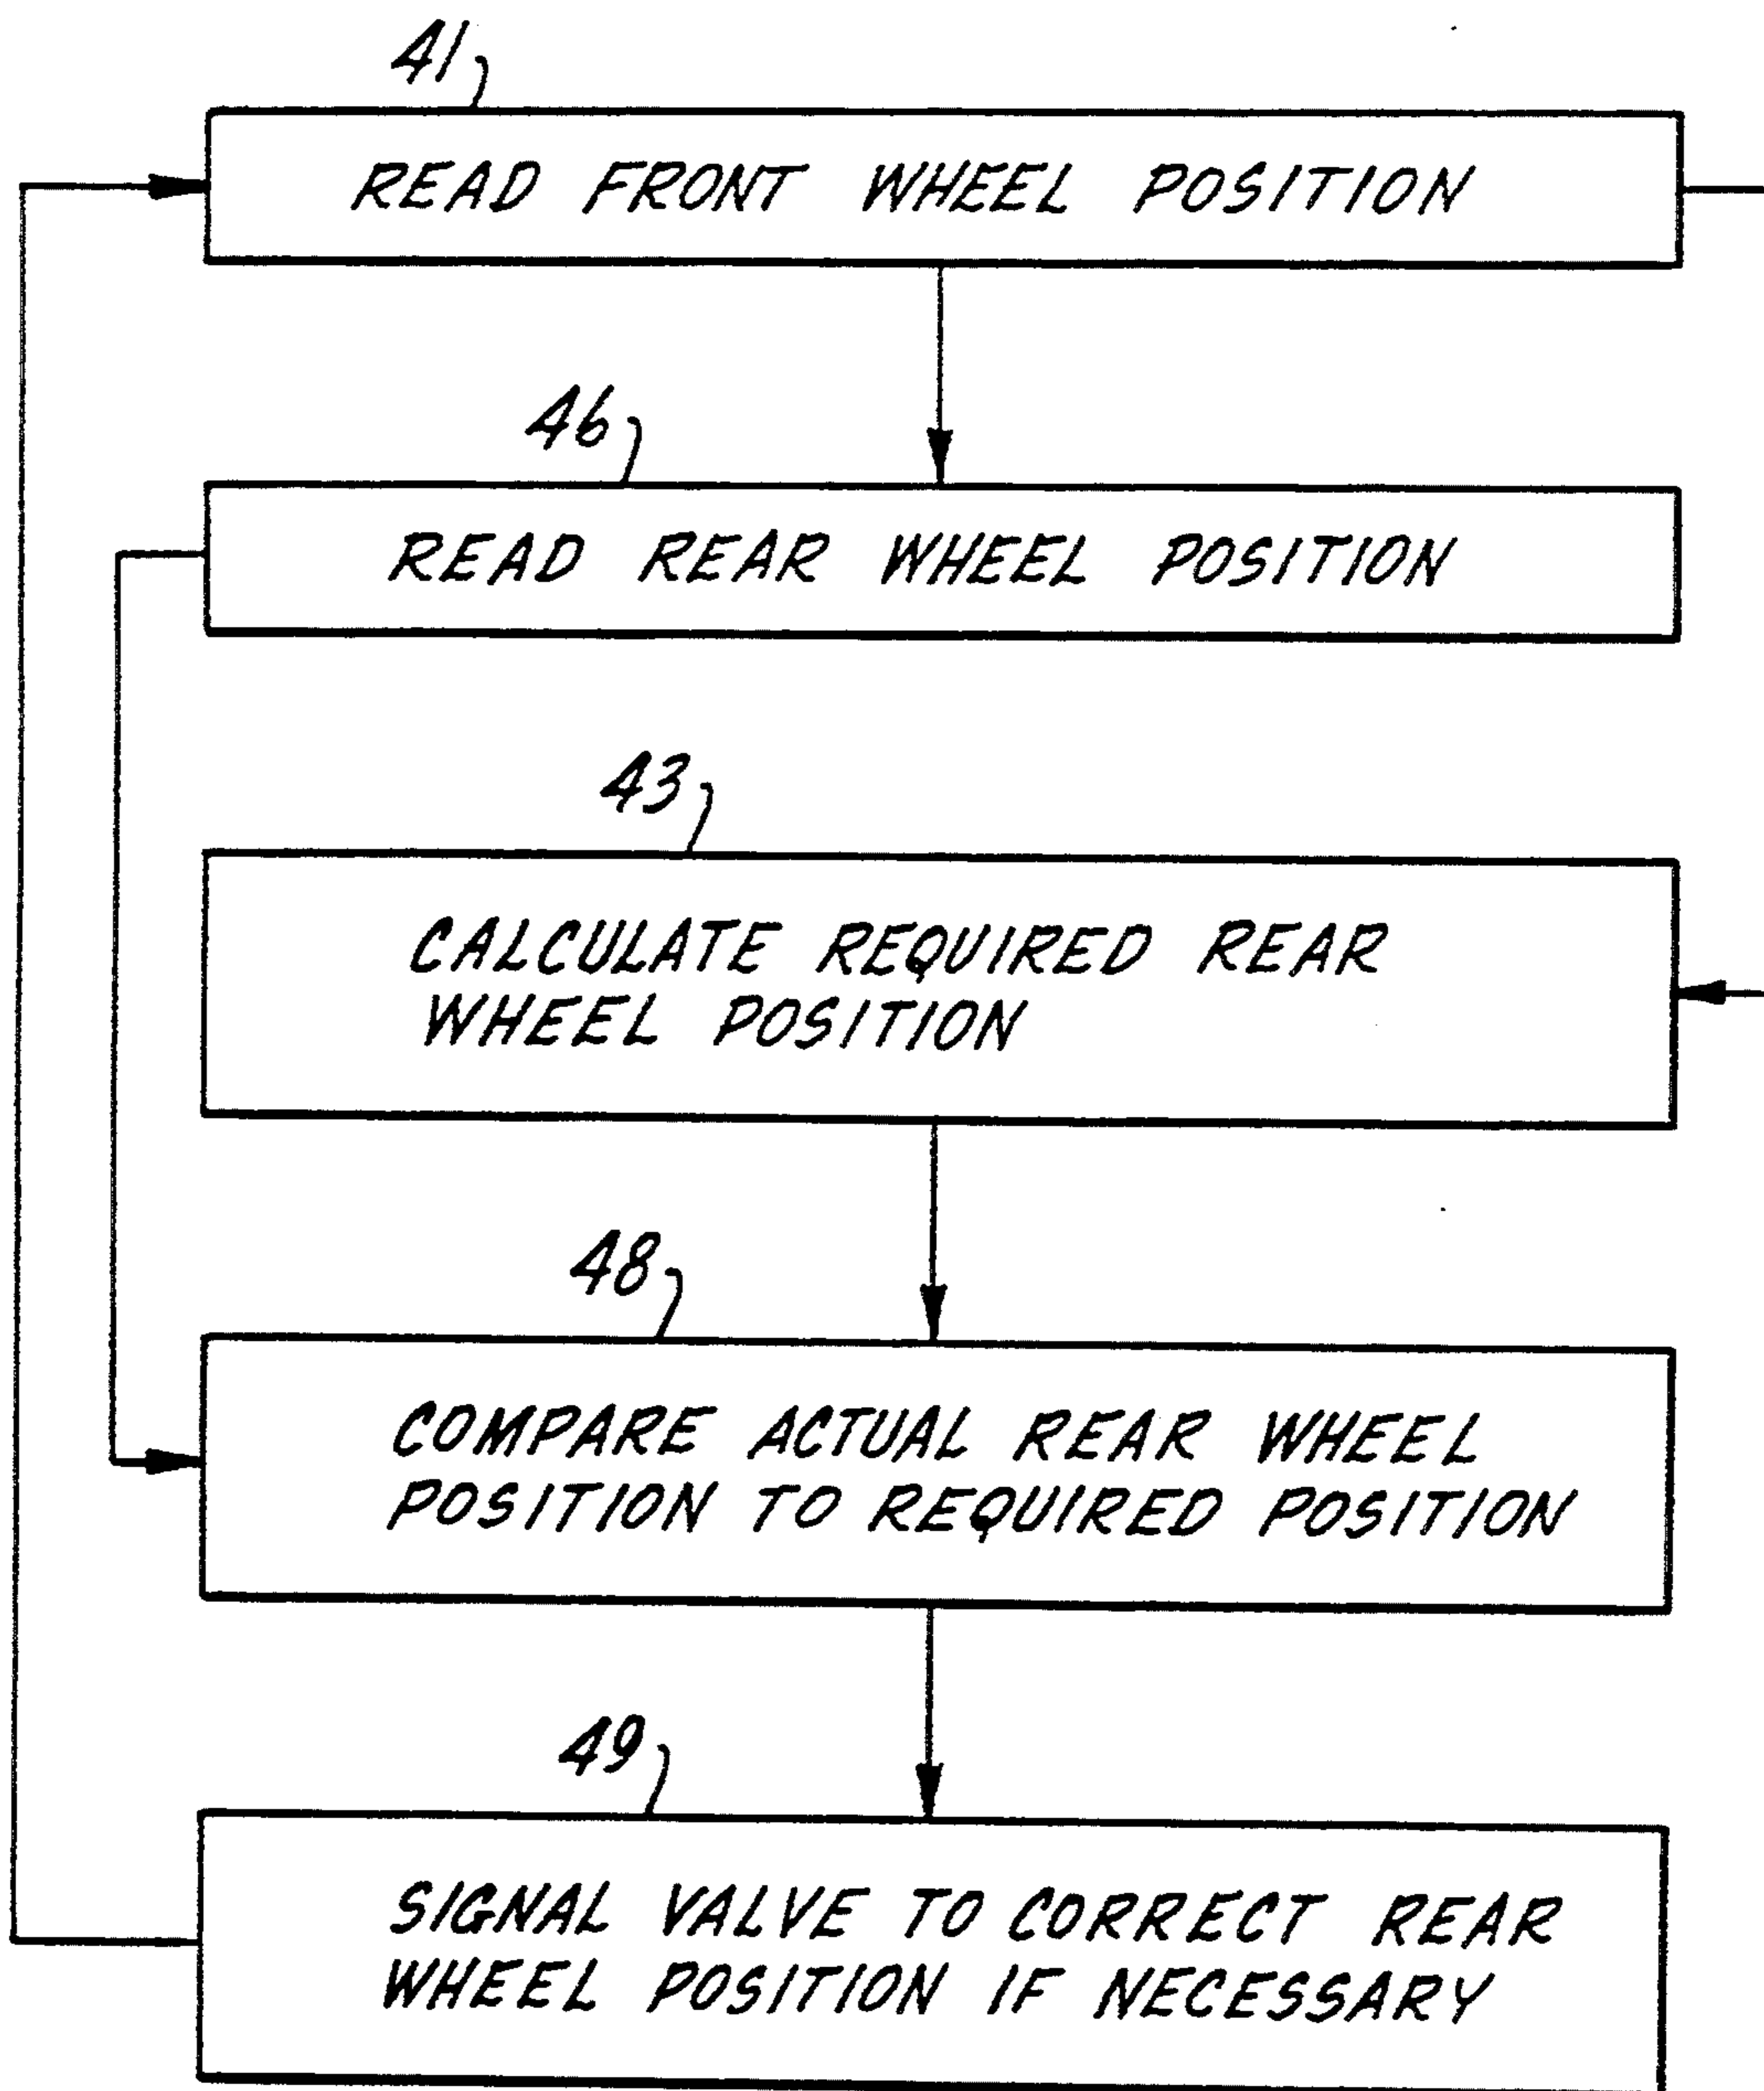 41
READ FRONT WHEEL POSITION
46
READ REAR WHEEL POSITION
43
CALCULATE REQUIRED REAR
WHEEL POSITION
48
COMPARE ACTUAL REAR WHEEL
POSITION TO REQUIRED POSITION
49
SIGNAL VALVE TO CORRECT REAR
WHEEL POSITION IF NECESSARY